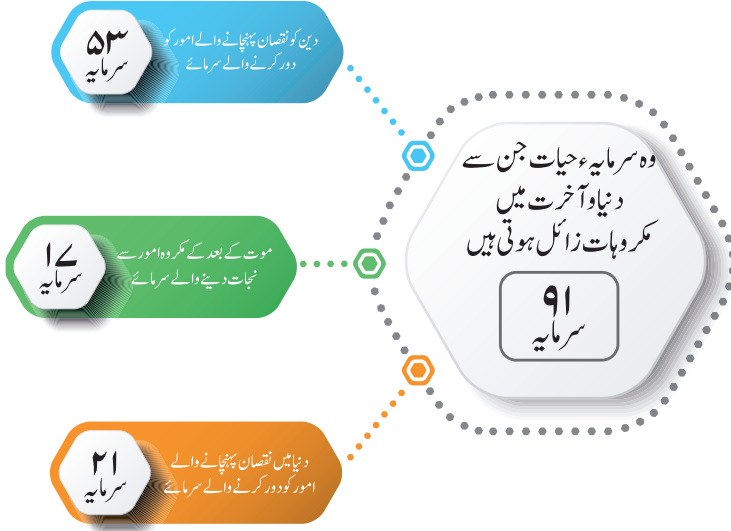 وہ سرمایہء حیات جن سے
دنیا و آخرت میں
مکروہات زائل ہوتی ہیں
۹۱
سرمایہ
دین کو نقصان پہنچانے والے امور کو
دور کرنے والے سرمائے
۵۳
سرمایہ
موت کے بعد کے مکروہ امور سے
نجات دینے والے سرمائے
۱۷
سرمایہ
دنیا میں نقصان پہنچانے والے
امور کو دور کرنے والے سرمائے
۲۱
سرمایہ